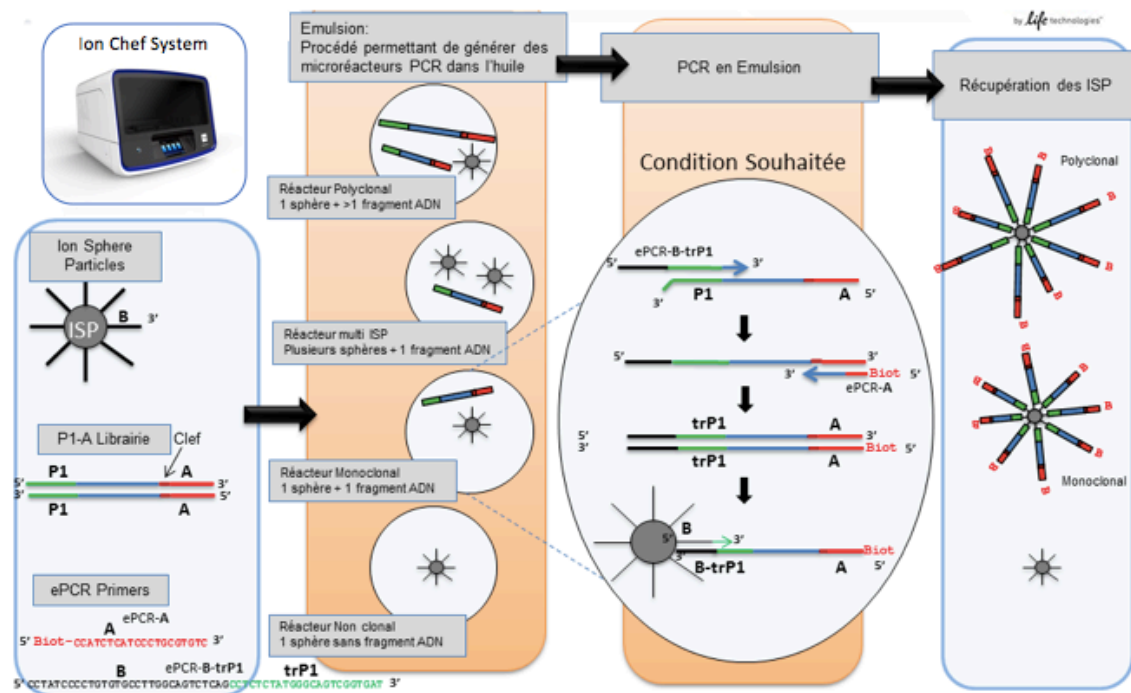 Ion Chef System
Emulsion:
Procédé permettant de générer des
microréacteurs PCR dans l'huile
PCR en Emulsion
by life technologies™
Récupération des ISP
Ion Sphere
Particles
ISP
B
3'
P1-A Librairie
Clef
P1
A
5'
3'
3'
5'
P1
A
ePCR Primers
A
ePCR-A
5' Biot-CCATCTCATCCCTGCGTGTC 3'
B
ePCR-B-trP1
trP1
5' CCTATCCCCTGTGTGCCTTGGCAGTCTCAGCCTCTCTATGGGCAGTCGGTGAT 3'
Réacteur Polyclonal
1 sphère + >1 fragment ADN
Réacteur multi ISP
Plusieurs sphères + 1 fragment ADN
Réacteur Monoclonal
1 sphère + 1 fragment ADN
Réacteur Non clonal
1 sphère sans fragment ADN
Condition Souhaitée
ePCR-B-trP1
5'
3'
3'
P1
A
5'
5'
3'
3'
Biot
5'
ePCR-A
trP1
A
5'
3'
3'
Biot
5'
trP1
A
B
5'
3'
3'
Biot
B-trP1
A
5'
B
B
B
B
B
B
B
B
Polyclonal
B
B
B
B
B
B
B
B
Monoclonal